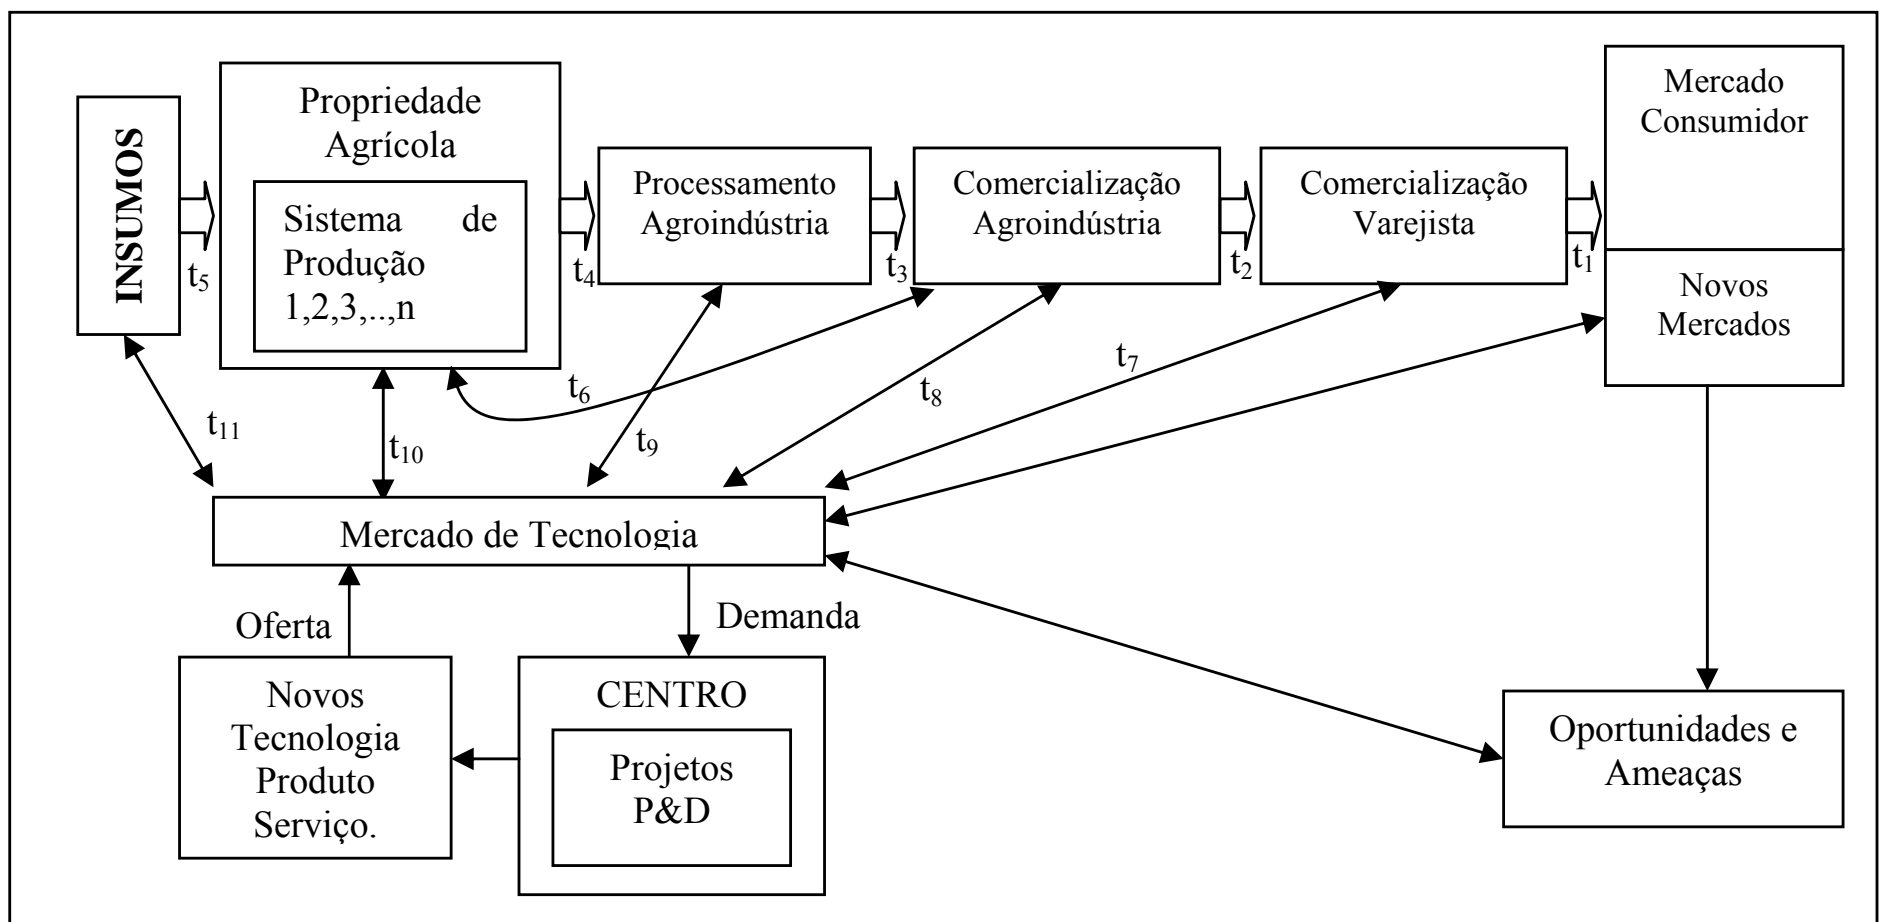 INSUMOS
t5
Propriedade
Agrícola
Sistema de
Produção
1,2,3,..,n
t4
Processamento
Agroindústria
t3
Comercialização
Agroindústria
t2
Comercialização
Varejista
t1
Mercado
Consumidor
Novos
Mercados
t11
t10
t6
t9
t8
t7
Mercado de Tecnologia
Oferta
Demanda
Novos
Tecnologia
Produto
Serviço.
CENTRO
Projetos
P&D
Oportunidades e
Ameaças